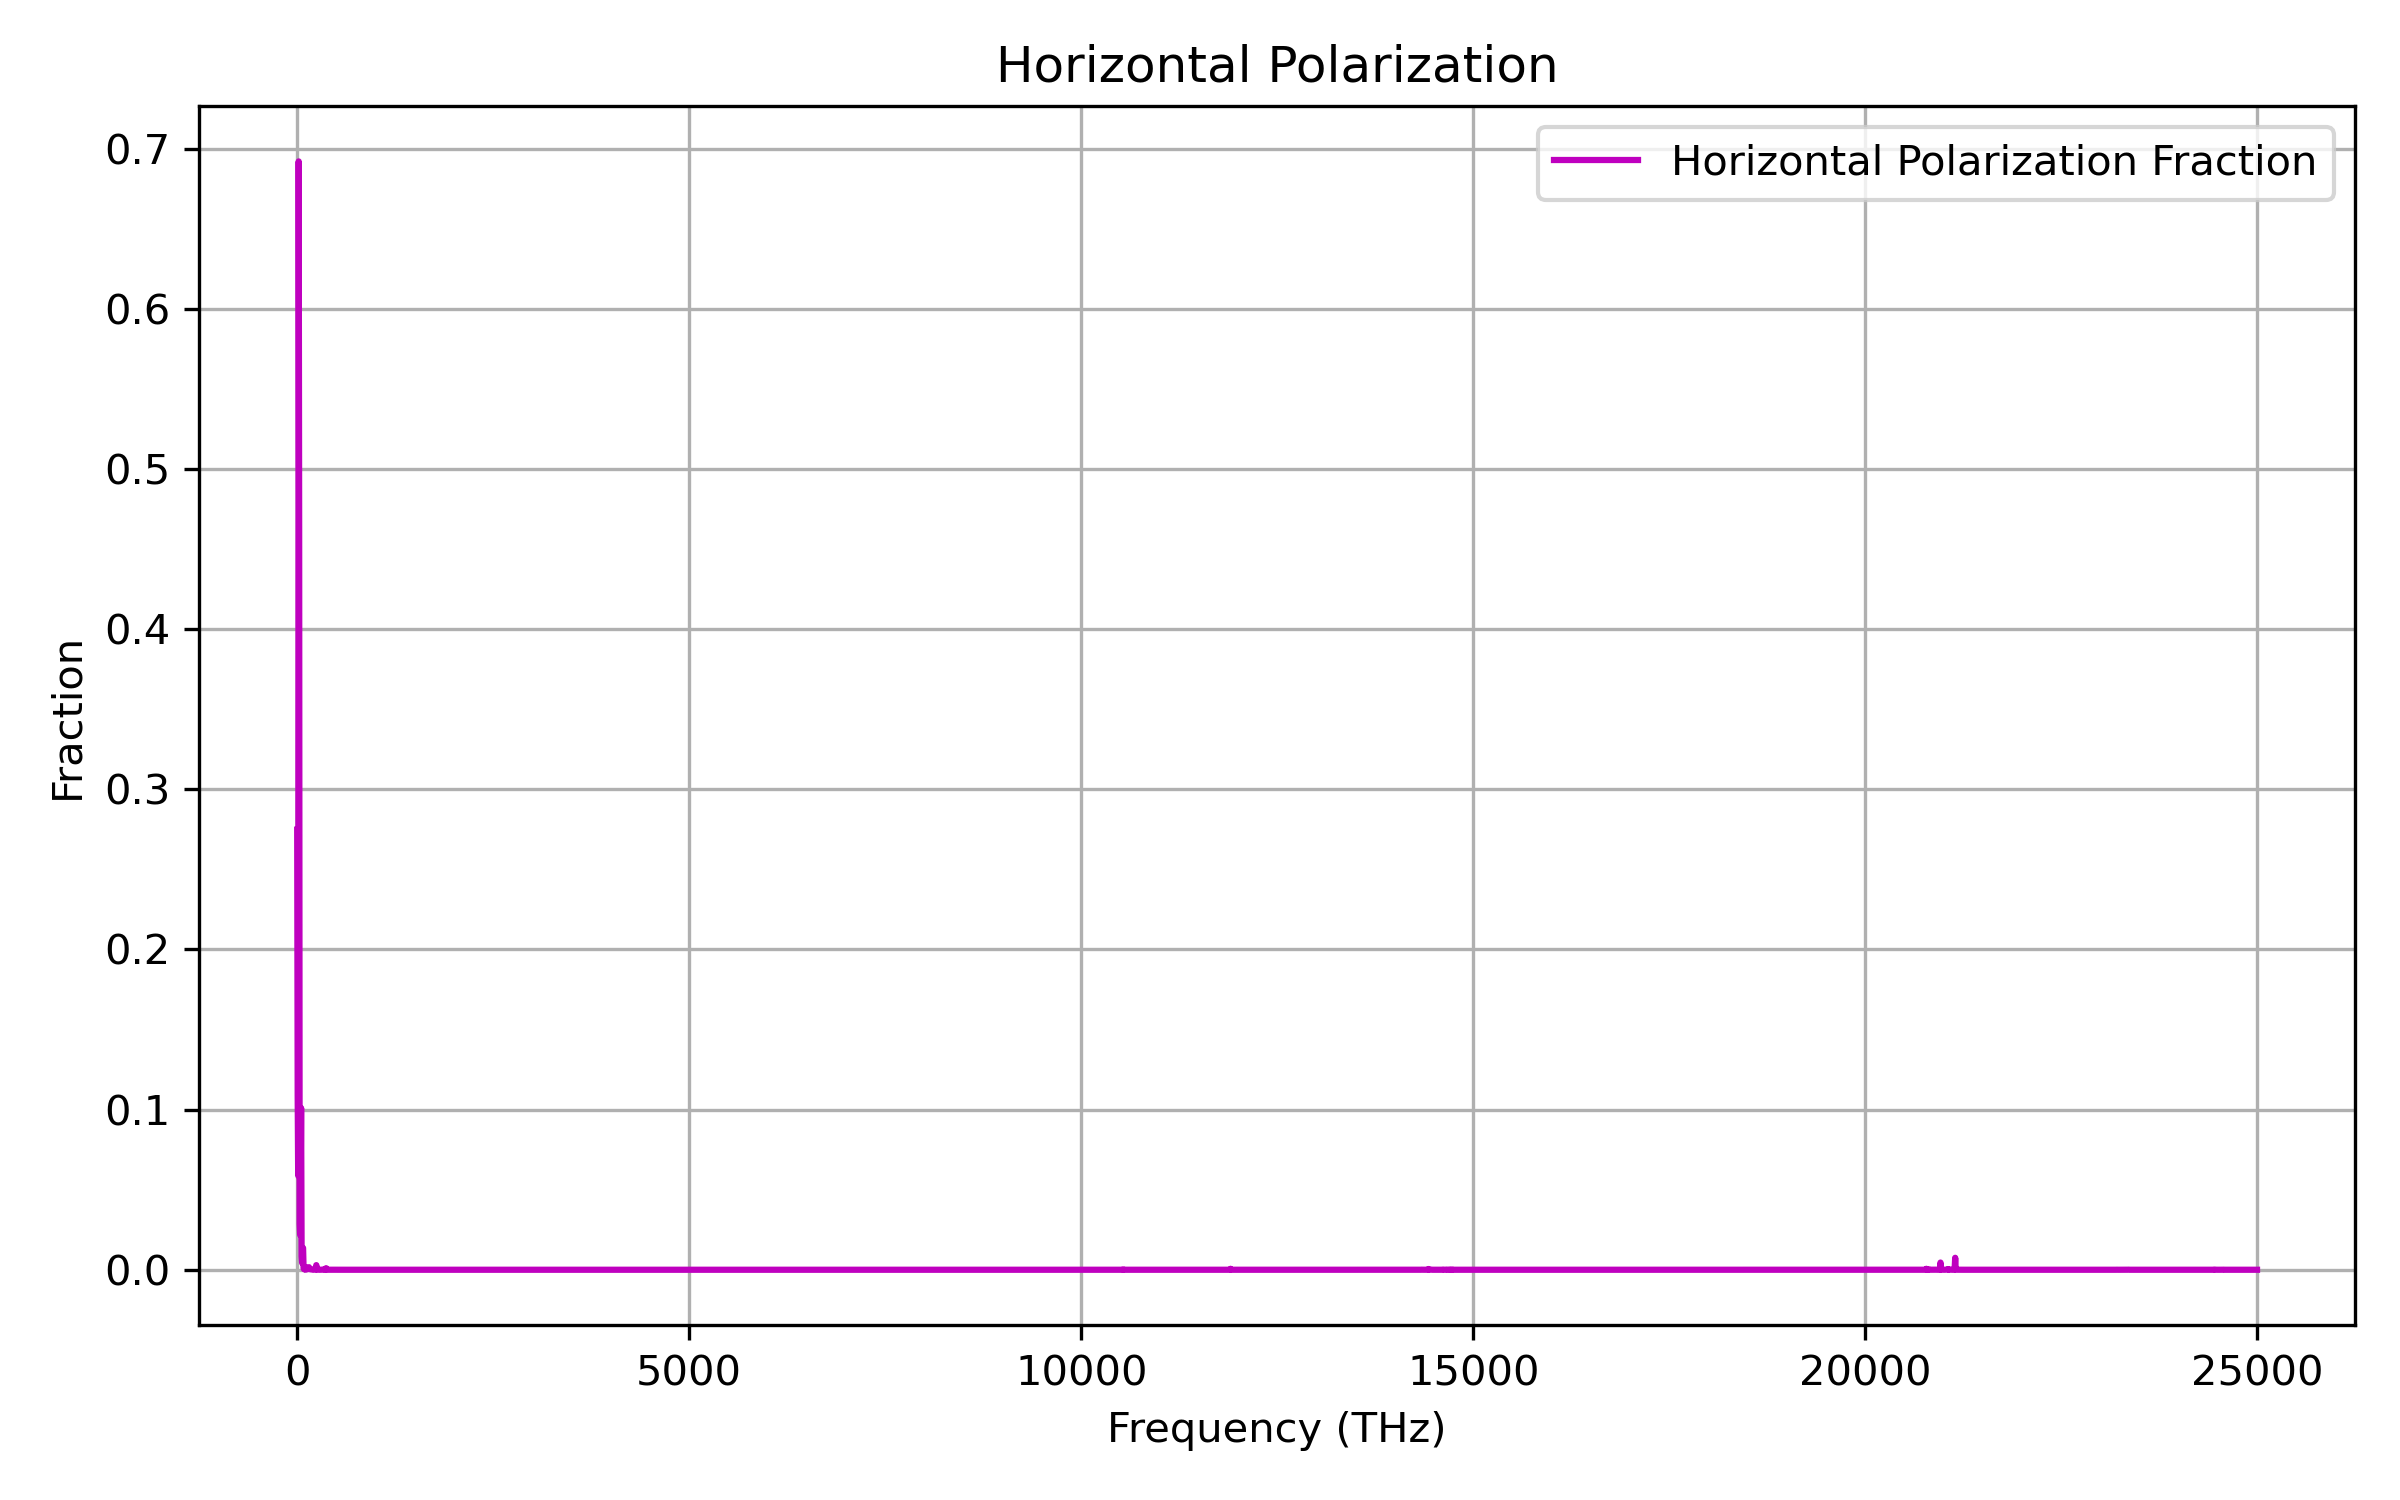 Horizontal Polarization
Horizontal Polarization Fraction
Fraction
0.7
0.6
0.5
0.4
0.3
0.2
0.1
0.0
0 5000 10000 15000 20000 25000
Frequency (THz)